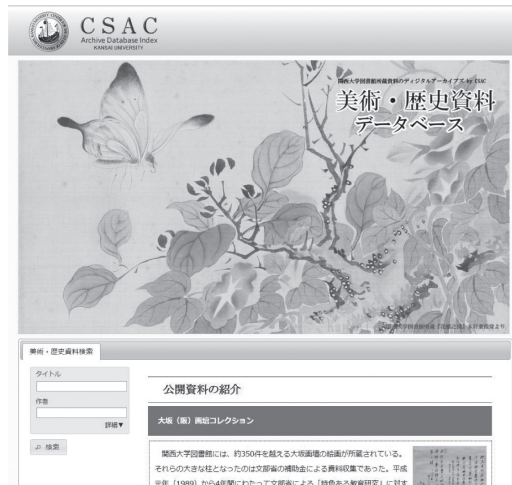 CSAC
Archive Database Index
KANSAI UNIVERSITY
関西大学図書館所蔵資料のディジタルアーカイブズ by CSAC
美術・歴史資料
データベース
美術・歴史資料検索
タイトル
作者
詳細▼
検索
公開資料の紹介
大坂（阪）画壇コレクション
関西大学図書館には、約350件を越える大坂画壇の絵画が所蔵されている。
それらの大きな柱となったのは文部省の補助金による資料収集であった。平成
元年（1989）から4年間にわたって文部省による「特色ある教育研究」に対す